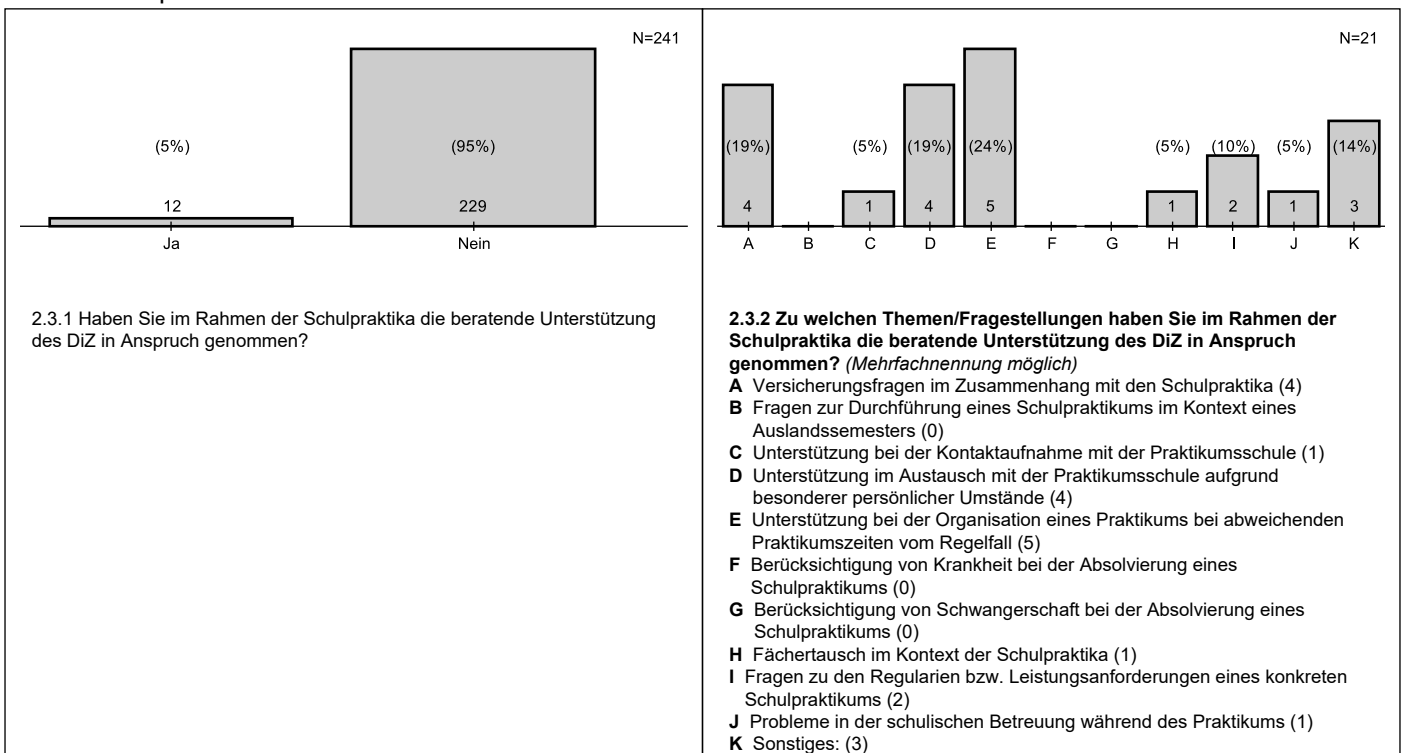 N=241
(5%)
(95%)
12
229
Ja
Nein
2.3.1 Haben Sie im Rahmen der Schulpraktika die beratende Unterstützung
des DiZ in Anspruch genommen?
N=21
(19%)
(5%)
(19%)
(24%)
(5%)
(10%)
(5%)
(14%)
4
1
4
5
1
2
1
3
A
B
C
D
E
F
G
H
I
J
K
2.3.2 Zu welchen Themen/Fragestellungen haben Sie im Rahmen der
Schulpraktika die beratende Unterstützung des DiZ in Anspruch
genommen? (Mehrfachnennung möglich)
A Versicherungsfragen im Zusammenhang mit den Schulpraktika (4)
B Fragen zur Durchführung eines Schulpraktikums im Kontext eines
Auslandssemesters (0)
C Unterstützung bei der Kontaktaufnahme mit der Praktikumsschule (1)
D Unterstützung im Austausch mit der Praktikumsschule aufgrund
besonderer persönlicher Umstände (4)
E Unterstützung bei der Organisation eines Praktikums bei abweichenden
Praktikumszeiten vom Regelfall (5)
F Berücksichtigung von Krankheit bei der Absolvierung eines
Schulpraktikums (0)
G Berücksichtigung von Schwangerschaft bei der Absolvierung eines
Schulpraktikums (0)
H Fächertausch im Kontext der Schulpraktika (1)
I Fragen zu den Regularien bzw. Leistungsanforderungen eines konkreten
Schulpraktikums (2)
J Probleme in der schulischen Betreuung während des Praktikums (1)
K Sonstiges: (3)